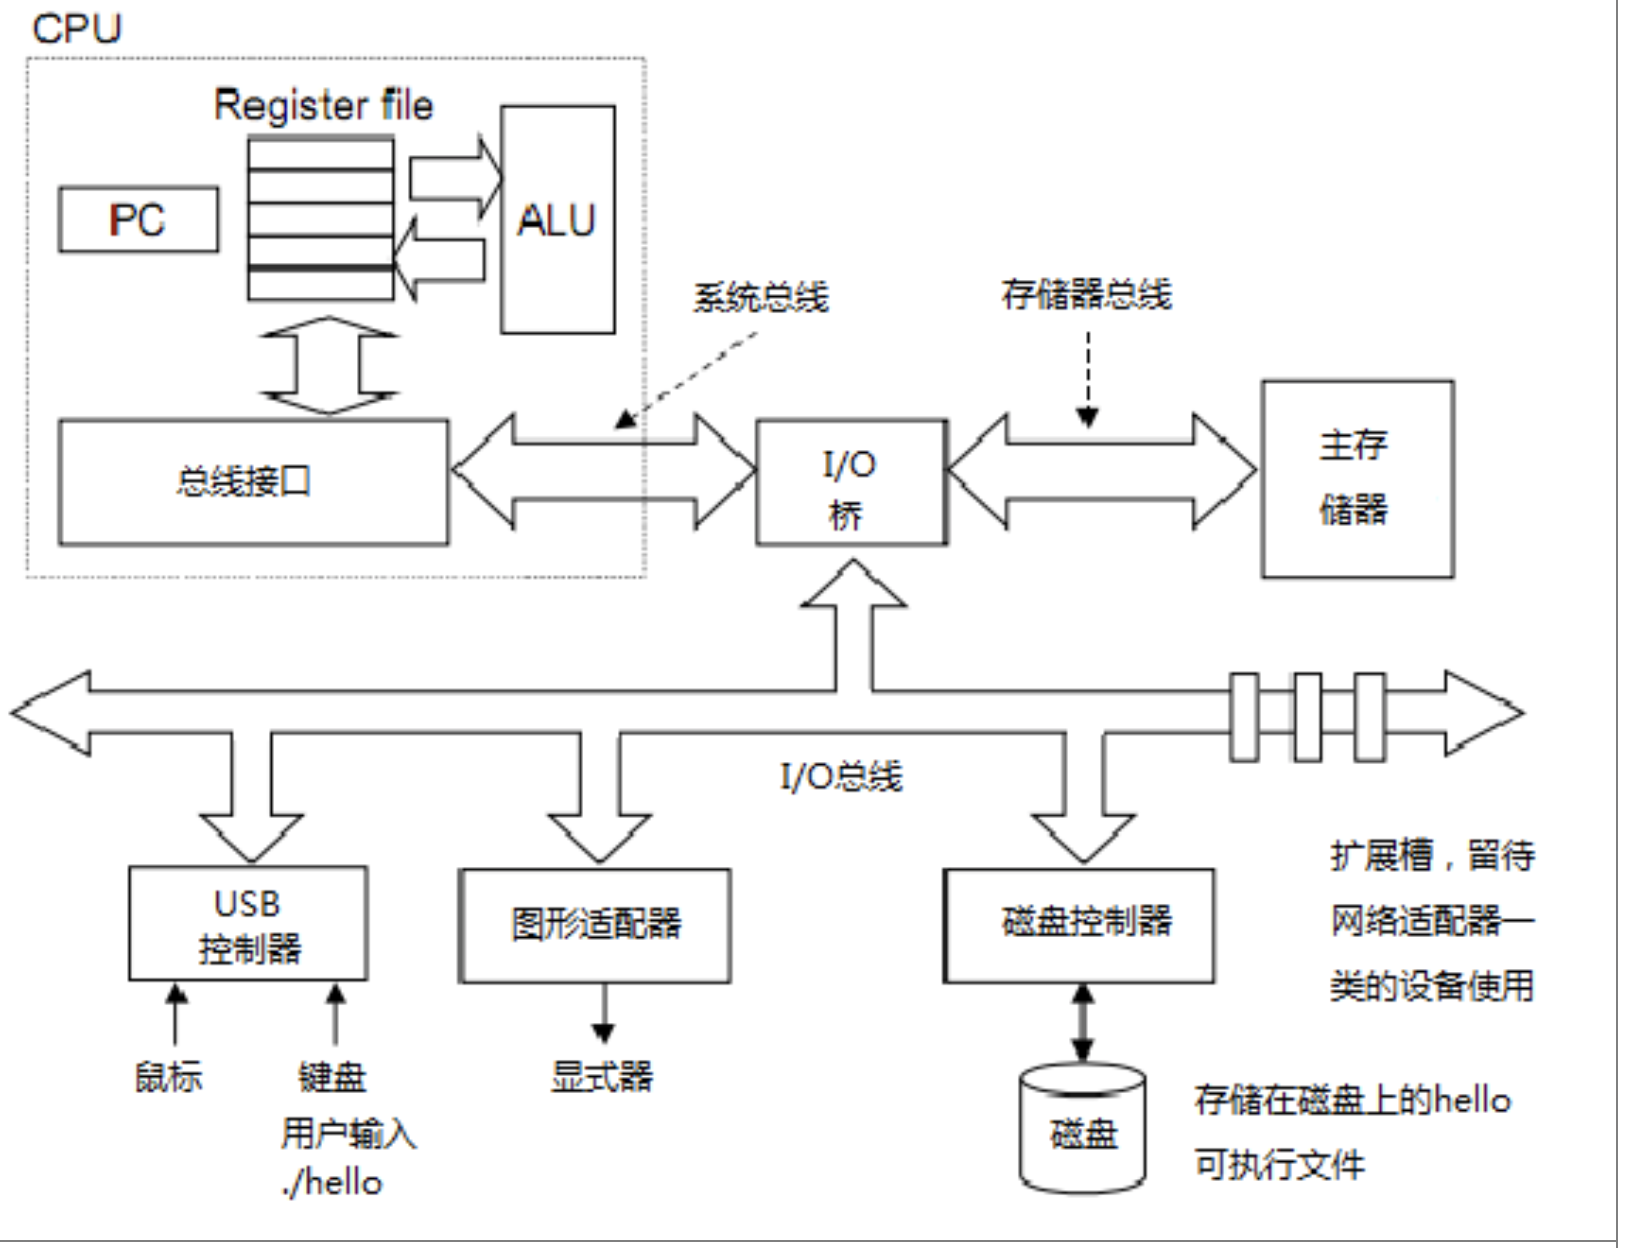 CPU
Register file
PC
ALU
系统总线
存储器总线
总线接口
I/O
桥
主存
储器
I/O总线
USB
控制器
图形适配器
磁盘控制器
扩展槽，留待
网络适配器一
类的设备使用
鼠标
键盘
显式器
用户输入
./hello
磁盘
存储在磁盘上的hello
可执行文件